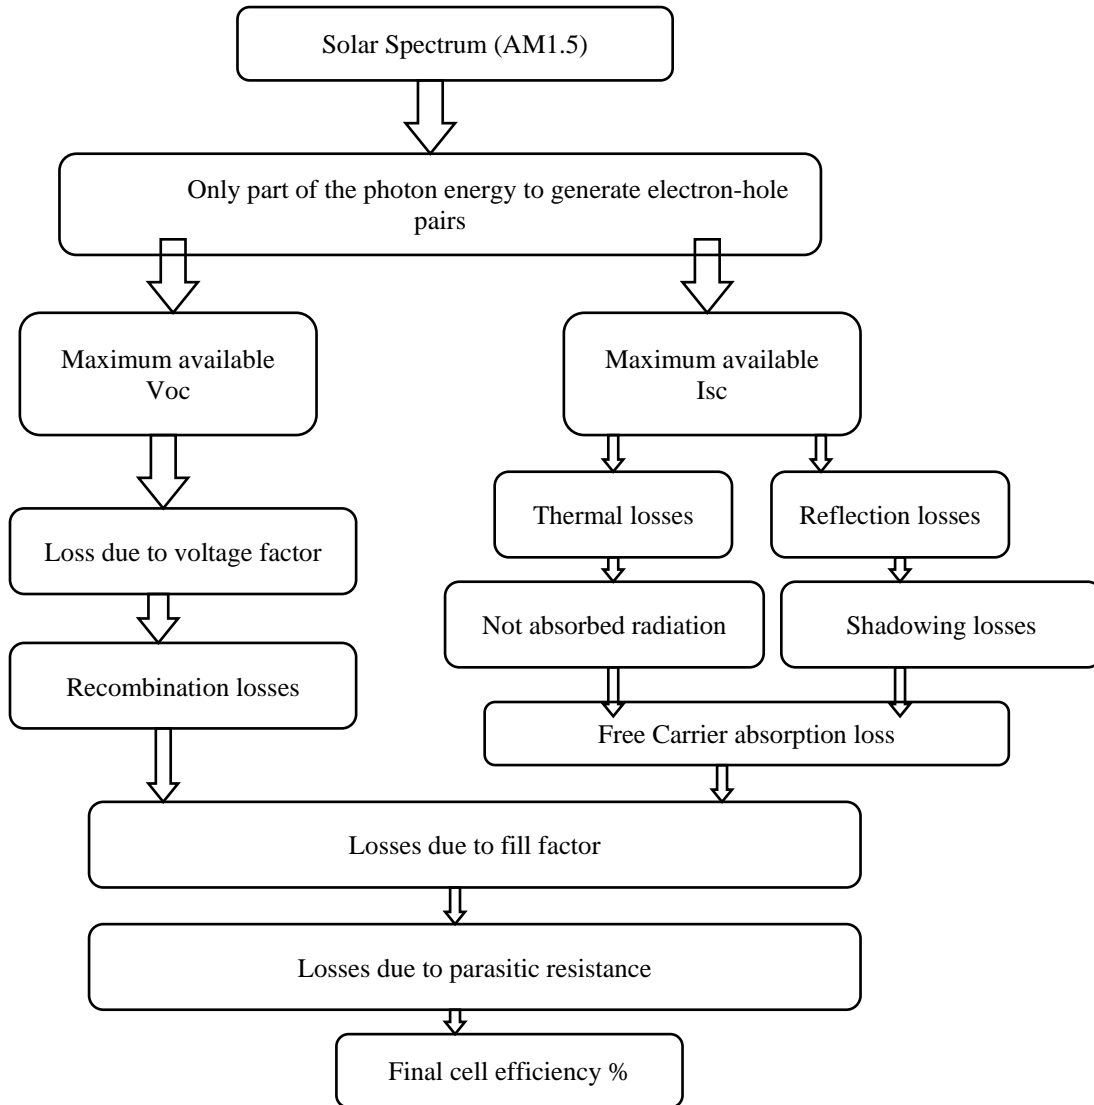 Solar Spectrum (AM1.5)
Only part of the photon energy to generate electron-hole
pairs
Maximum available
Voc
Maximum available
Isc
Thermal losses
Reflection losses
Loss due to voltage factor
Not absorbed radiation
Shadowing losses
Recombination losses
Free Carrier absorption loss
Losses due to fill factor
Losses due to parasitic resistance
Final cell efficiency %